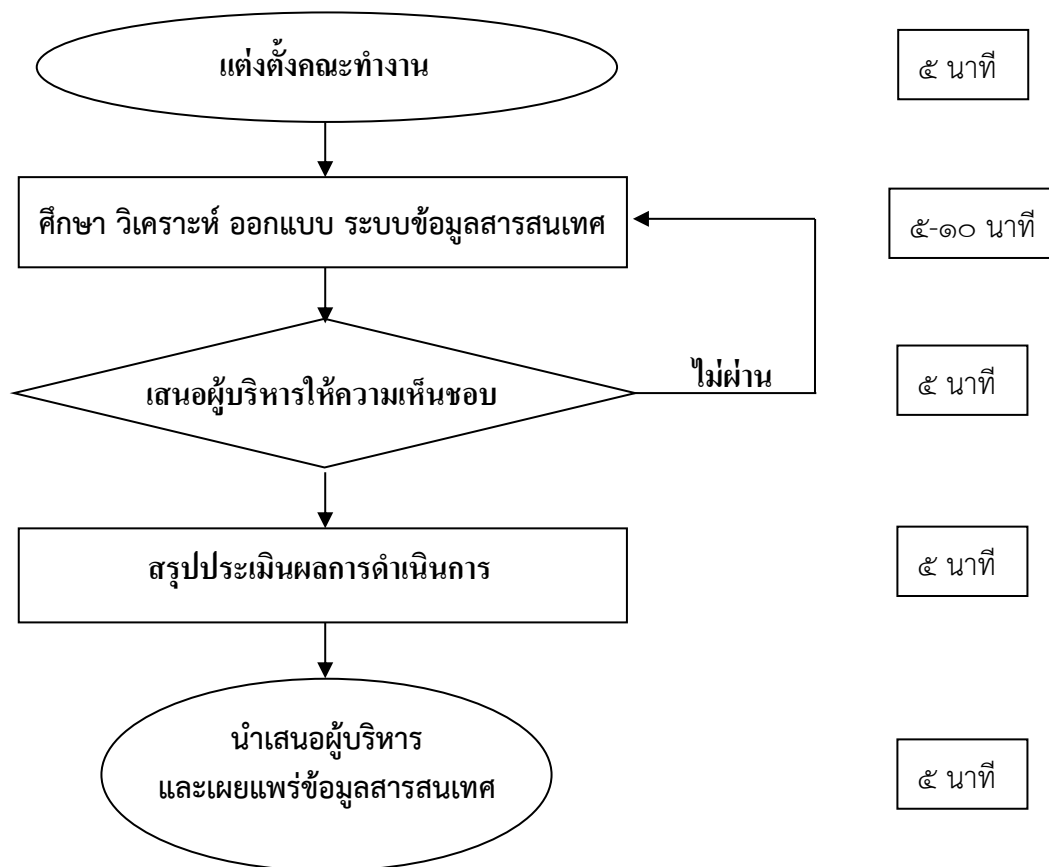 แต่งตั้งคณะทำงาน
๕ นาที
ศึกษา วิเคราะห์ ออกแบบ ระบบข้อมูลสารสนเทศ
๕-๑๐ นาที
ไม่ผ่าน
เสนอผู้บริหารให้ความเห็นชอบ
๕ นาที
สรุปประเมินผลการดำเนินการ
๕ นาที
นำเสนอผู้บริหาร
และเผยแพร่ข้อมูลสารสนเทศ
๕ นาที